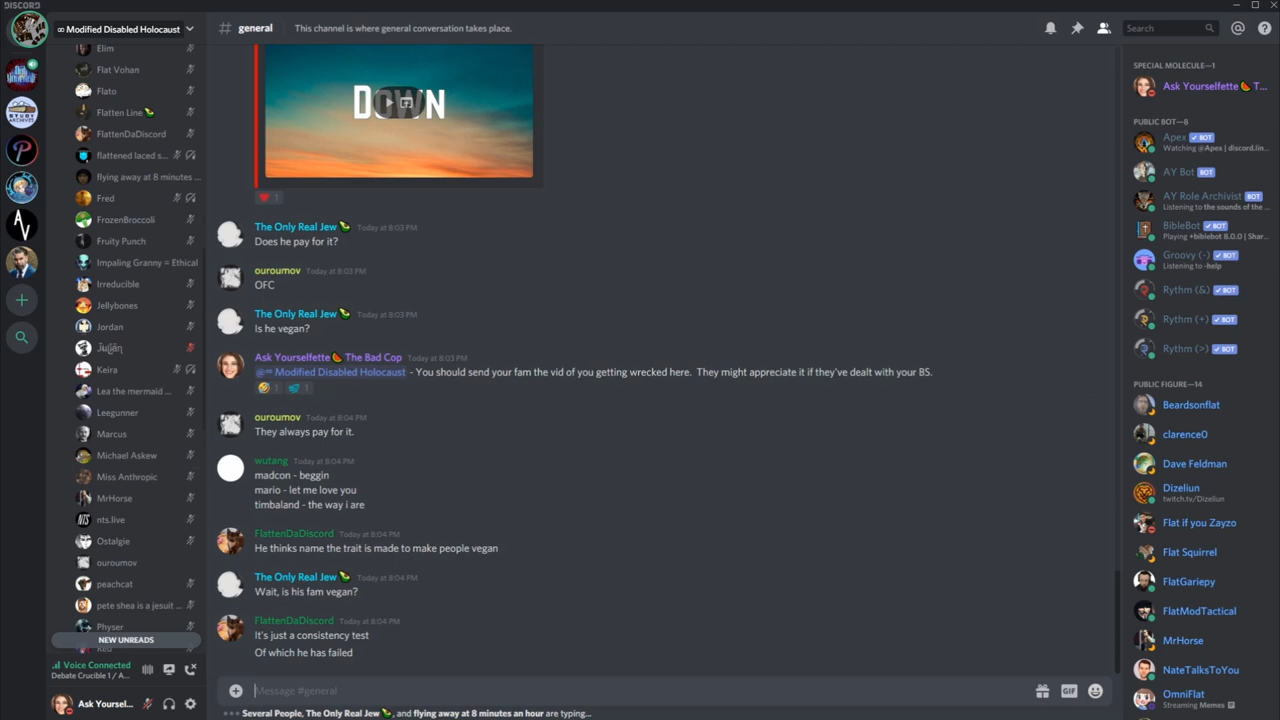 DISCORD
∞ Modified Disabled Holocaust
# general
This channel is where general conversation takes place.
Search
Elim
Flat Vohan
Flato
Flatten Line
FlattenDaDiscord
flattened laced s...
flying away at 8 minutes ...
Fred
FrozenBroccoli
Fruity Punch
Impaling Granny = Ethical
Irreducible
Jellybones
Jordan
Keira
Lea the mermaid ...
Leegunner
Marcus
Michael Askew
Miss Anthropic
MrHorse
nts.live
Ostalgie
ouroumov
peachcat
pete shea is a jesuit ...
Physer
NEW UNREADS
Voice Connected
Debate Crucible 1 / A...
Ask Yoursel...
DOWN
1
The Only Real Jew Today at 8:03 PM
Does he pay for it?
ouroumov Today at 8:03 PM
OFC
The Only Real Jew Today at 8:03 PM
Is he vegan?
Ask Yourselfette The Bad Cop Today at 8:03 PM
@∞ Modified Disabled Holocaust - You should send your fam the vid of you getting wrecked here. They might appreciate it if they've dealt with your BS.
1 1
ouroumov Today at 8:04 PM
They always pay for it.
wutang Today at 8:04 PM
madcon - beggin
mario - let me love you
timbaland - the way i are
FlattenDaDiscord Today at 8:04 PM
He thinks name the trait is made to make people vegan
The Only Real Jew Today at 8:04 PM
Wait, is his fam vegan?
FlattenDaDiscord Today at 8:04 PM
It's just a consistency test
Of which he has failed
Message #general
GIF
Several People, The Only Real Jew, and flying away at 8 minutes an hour are typing...
SPECIAL MOLECULE—1
Ask Yourselfette T...
PUBLIC BOT—8
Apex BOT
Watching @Apex | discord.lin...
AY Bot BOT
AY Role Archivist BOT
Listening to the sounds of the ...
BibleBot BOT
Playing +biblebot 8.0.0 | Shar...
Groovy (-) BOT
Listening to -help
Rythm (&) BOT
Rythm (+) BOT
Rythm (>) BOT
PUBLIC FIGURE—14
Beardsonflat
clarence0
Dave Feldman
Dizeliun
twitch.tv/Dizeliun
Flat if you Zayzo
Flat Squirrel
FlatGariepy
FlatModTactical
MrHorse
NateTalksToYou
OmniFlat
Streaming Memes